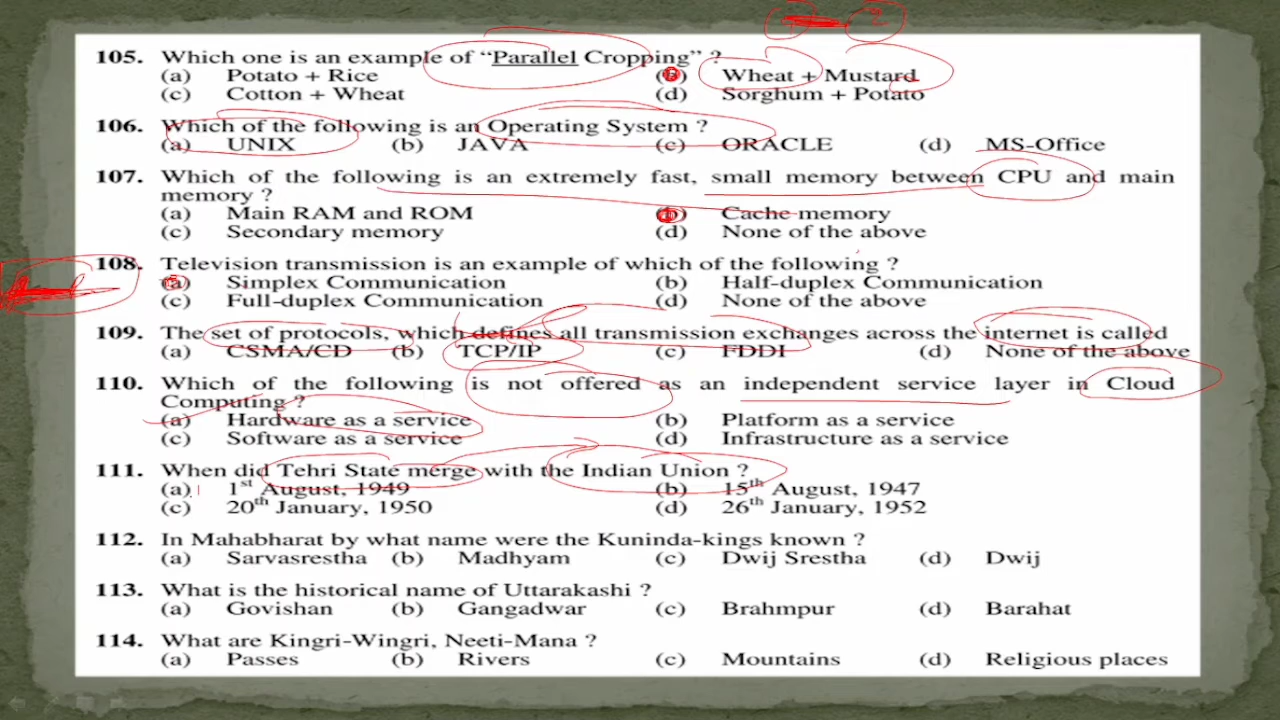 105. Which one is an example of “Parallel Cropping” ?
(a) Potato + Rice (b) Wheat + Mustard
(c) Cotton + Wheat (d) Sorghum + Potato
106. Which of the following is an Operating System ?
(a) UNIX (b) JAVA (c) ORACLE (d) MS-Office
107. Which of the following is an extremely fast, small memory between CPU and main
memory ?
(a) Main RAM and ROM (b) Cache memory
(c) Secondary memory (d) None of the above
108. Television transmission is an example of which of the following ?
(a) Simplex Communication (b) Half-duplex Communication
(c) Full-duplex Communication (d) None of the above
109. The set of protocols, which defines all transmission exchanges across the internet is called
(a) CSMA/CD (b) TCP/IP (c) FDDI (d) None of the above
110. Which of the following is not offered as an independent service layer in Cloud
Computing ?
(a) Hardware as a service (b) Platform as a service
(c) Software as a service (d) Infrastructure as a service
111. When did Tehri State merge with the Indian Union ?
(a) 1st August, 1949 (b) 15th August, 1947
(c) 20th January, 1950 (d) 26th January, 1952
112. In Mahabharat by what name were the Kuninda-kings known ?
(a) Sarvasrestha (b) Madhyam (c) Dwij Srestha (d) Dwij
113. What is the historical name of Uttarakashi ?
(a) Govishan (b) Gangadwar (c) Brahmpur (d) Barahat
114. What are Kingri-Wingri, Neeti-Mana ?
(a) Passes (b) Rivers (c) Mountains (d) Religious places